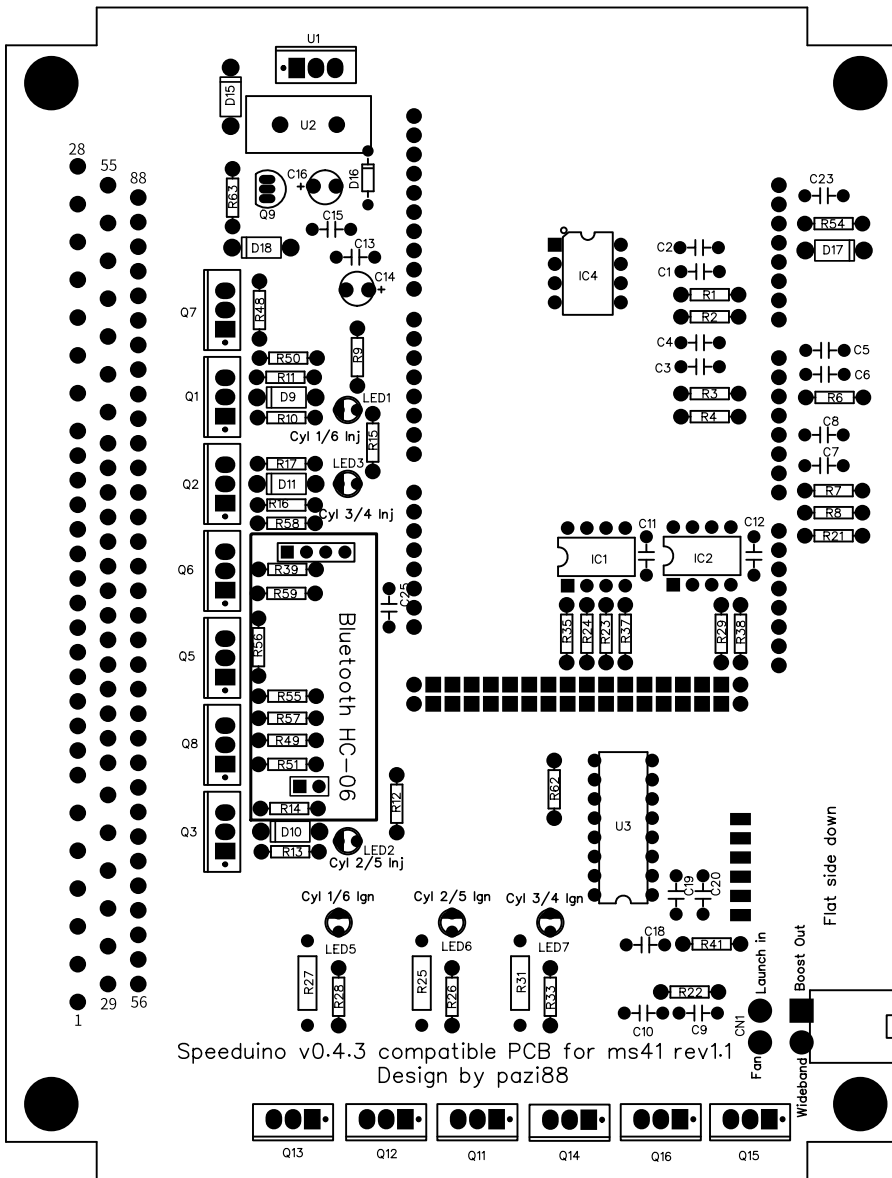 U1
D15
U2
28
55
88
R63
Q9
C16
+
D16
C15
D18
C13
C14
+
C23
R54
D17
IC4
C2
C1
R1
R2
C4
C3
R3
R4
C5
C6
R6
C8
C7
R7
R8
R21
Q7
R48
R9
R50
R11
Q1
D9
R10
LED1
Cyl 1/6 Inj
R15
R17
LED3
Q2
D11
R16
Cyl 3/4 Inj
R58
Q6
R39
R59
C25
Bluetooth HC-06
R56
Q5
R55
R57
R49
Q8
R51
R14
R12
Q3
D10
R13
LED2
Cyl 2/5 Inj
IC1
C11
IC2
C12
R35
R24
R23
R37
R29
R38
R62
U3
C19
C20
Flat side down
Cyl 1/6 Ign
Cyl 2/5 Ign
Cyl 3/4 Ign
LED5
LED6
LED7
C18
R41
R27
R28
R25
R26
R31
R33
R22
C10
C9
CN1
Launch in
Boost Out
Fan
Wideband
1
29
56
Speeduino v0.4.3 compatible PCB for ms41 rev1.1
Design by pazi88
Q13
Q12
Q11
Q14
Q16
Q15